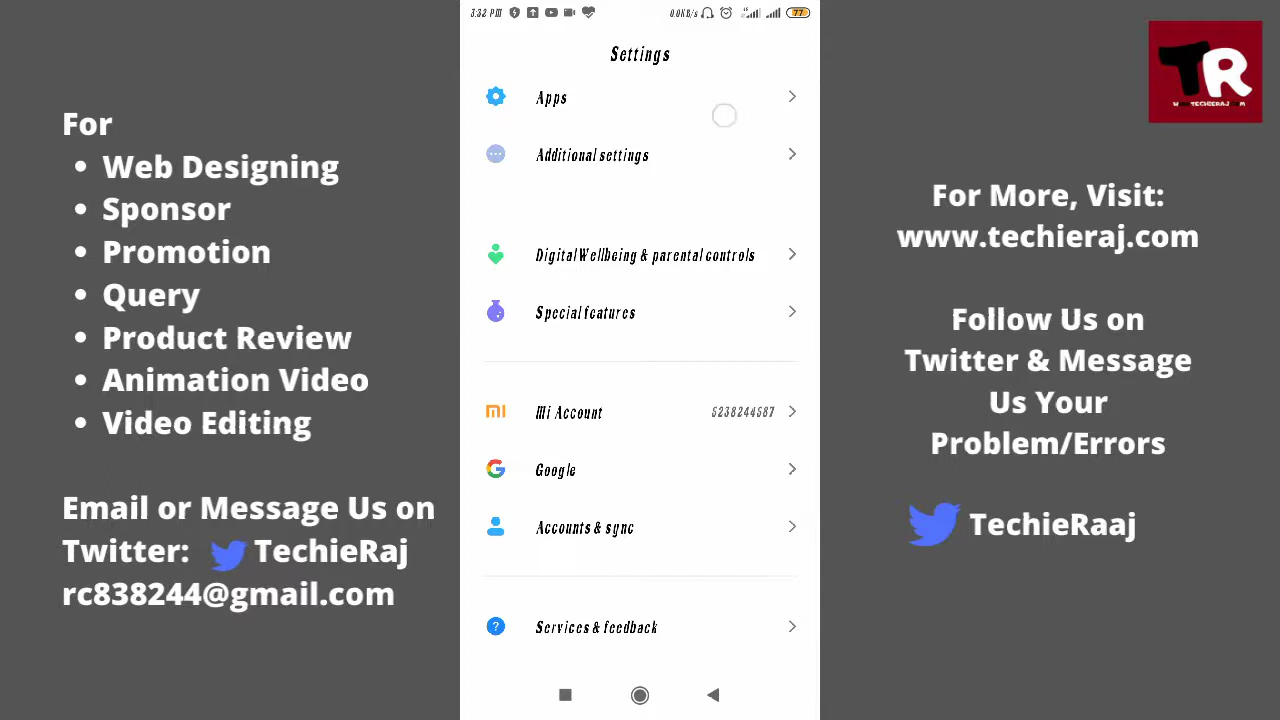 For
• Web Designing
• Sponsor
• Promotion
• Query
• Product Review
• Animation Video
• Video Editing
Email or Message Us on
Twitter: TechieRaj
rc838244@gmail.com
3:32 PM
0.0KB/s
77
Settings
Apps
Additional settings
Digital Wellbeing & parental controls
Special features
Mi Account 5238244587
Google
Accounts & sync
Services & feedback
TR
WWW.TECHIERAJ.COM
For More, Visit:
www.techieraj.com
Follow Us on
Twitter & Message
Us Your
Problem/Errors
TechieRaaj